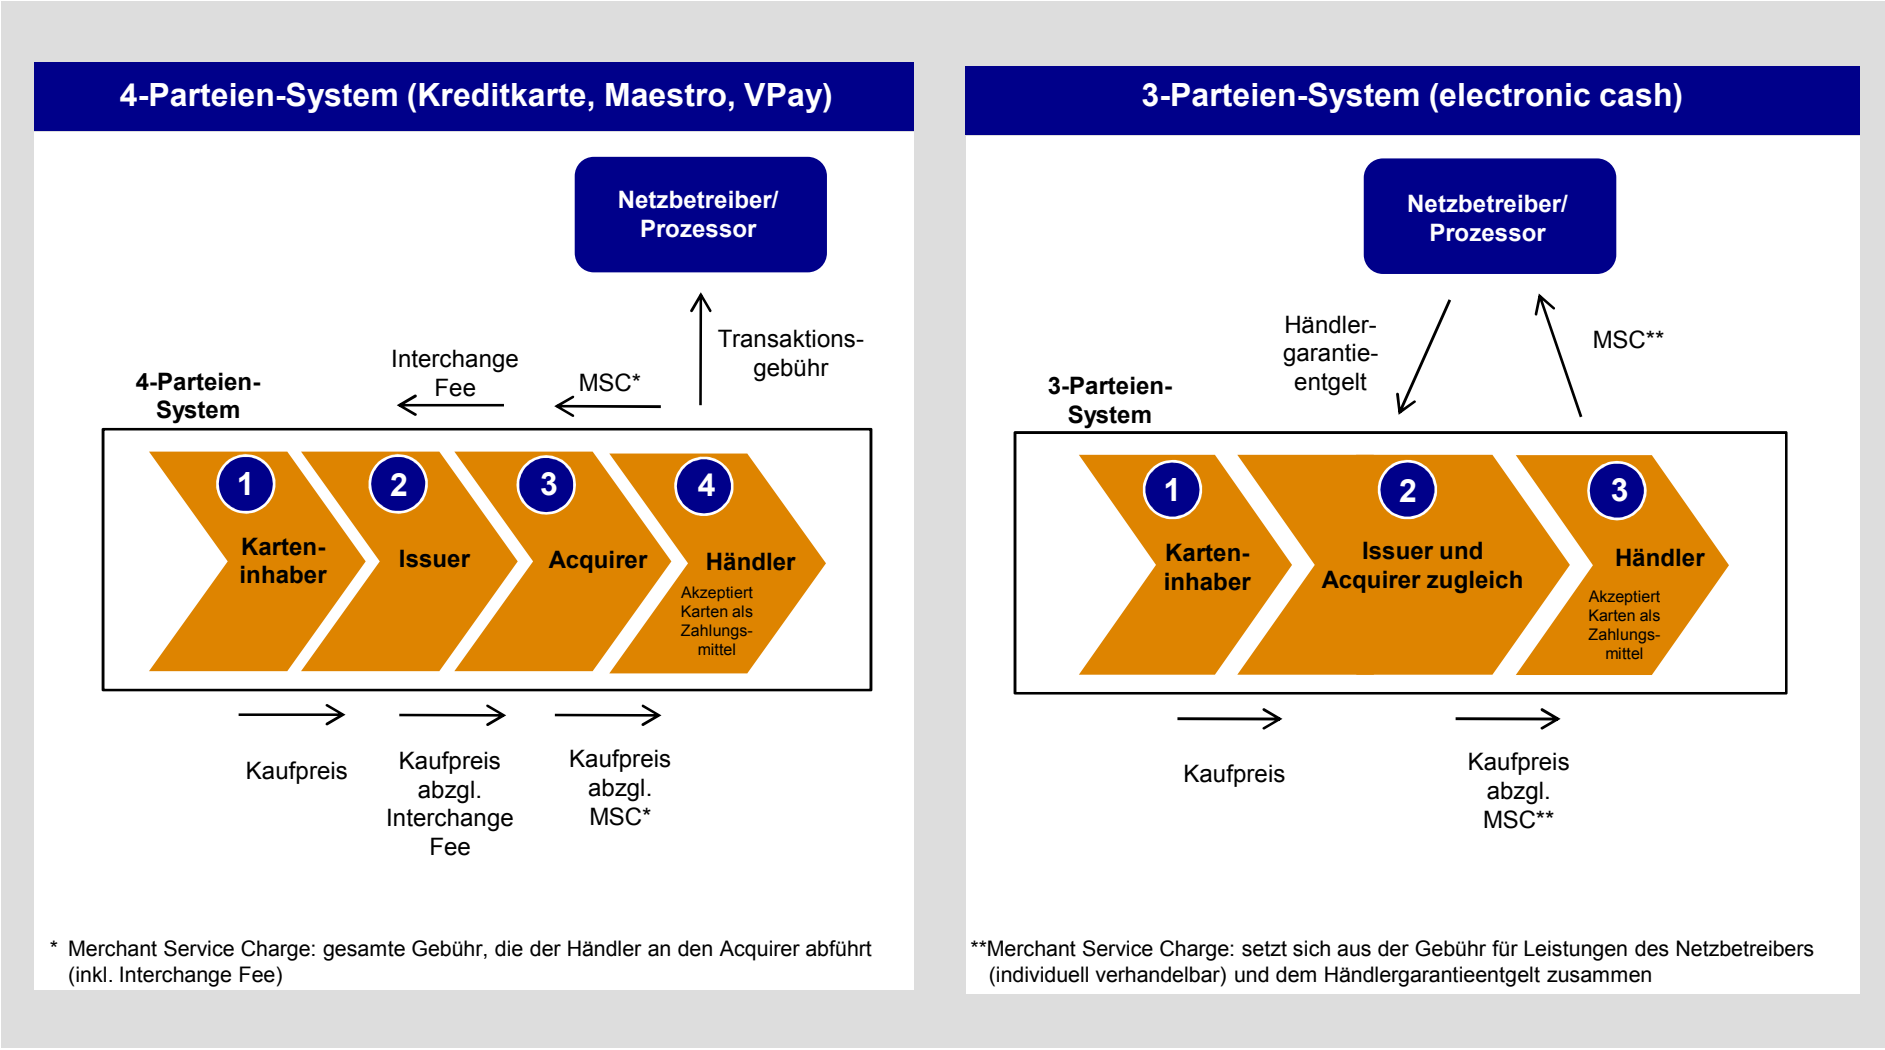 4-Parteien-System (Kreditkarte, Maestro, VPay)
Netzbetreiber/
Prozessor
Transaktions-
gebühr
Interchange
Fee
MSC*
4-Parteien-
System
1
2
3
4
Karten-
inhaber
Issuer
Acquirer
Händler
Akzeptiert
Karten als
Zahlungs-
mittel
Kaufpreis
Kaufpreis
abzgl.
Interchange
Fee
Kaufpreis
abzgl.
MSC*
* Merchant Service Charge: gesamte Gebühr, die der Händler an den Acquirer abführt
(inkl. Interchange Fee)
3-Parteien-System (electronic cash)
Netzbetreiber/
Prozessor
Händler-
garantie-
entgelt
MSC**
3-Parteien-
System
1
2
3
Karten-
inhaber
Issuer und
Acquirer zugleich
Händler
Akzeptiert
Karten als
Zahlungs-
mittel
Kaufpreis
Kaufpreis
abzgl.
MSC**
**Merchant Service Charge: setzt sich aus der Gebühr für Leistungen des Netzbetreibers
(individuell verhandelbar) und dem Händlergarantieentgelt zusammen